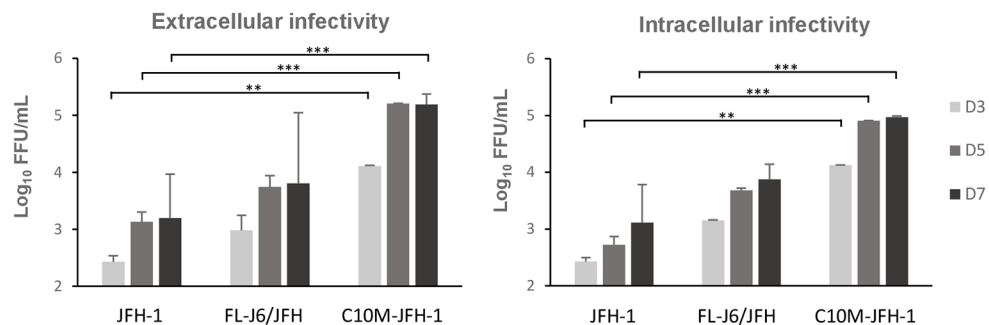 Extracellular infectivity
***
***
**
6
5
4
3
2
Log10 FFU/mL
JFH-1
FL-J6/JFH
C10M-JFH-1
Intracellular infectivity
***
***
**
6
5
4
3
2
Log10 FFU/mL
JFH-1
FL-J6/JFH
C10M-JFH-1
D3
D5
D7